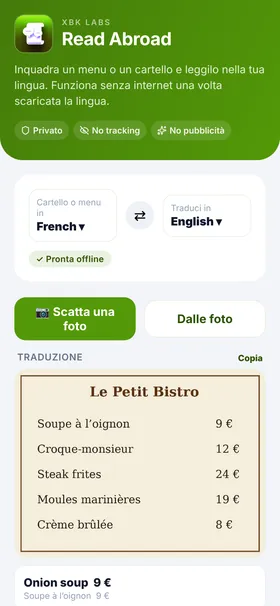 XBK LABS
Read Abroad
Inquadra un menu o un cartello e leggilo nella tua
lingua. Funziona senza internet una volta
scaricata la lingua.
Privato
No tracking
No pubblicità
Cartello o menu
in
French ▾
⇄
Traduci in
English ▾
✓ Pronta offline
📷 Scatta una
foto
Dalle foto
TRADUZIONE
Copia
Le Petit Bistro
Soupe à l’oignon 9 €
Croque-monsieur 12 €
Steak frites 24 €
Moules marinières 19 €
Crème brûlée 8 €
Onion soup 9 €
Soupe à l’oignon 9 €